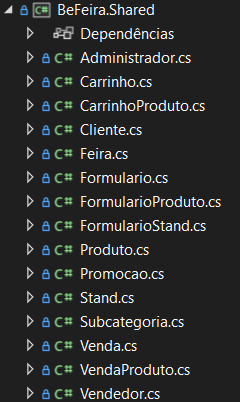 C# BeFeira.Shared
Dependências
C# Administrador.cs
C# Carrinho.cs
C# CarrinhoProduto.cs
C# Cliente.cs
C# Feira.cs
C# Formulario.cs
C# FormularioProduto.cs
C# FormularioStand.cs
C# Produto.cs
C# Promocao.cs
C# Stand.cs
C# Subcategoria.cs
C# Venda.cs
C# VendaProduto.cs
C# Vendedor.cs